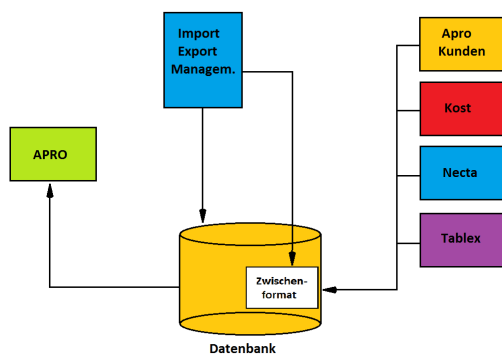 Import
Export
Managem.
Apro
Kunden
Kost
APRO
Necta
Tablex
Zwischen-
format
Datenbank